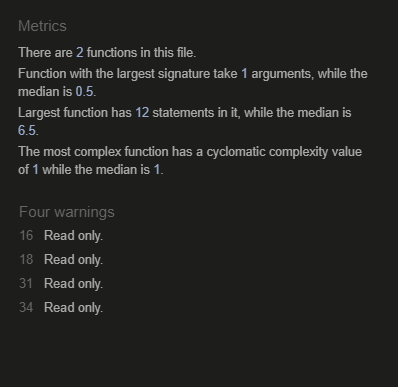 Metrics
There are 2 functions in this file.
Function with the largest signature take 1 arguments, while the
median is 0.5.
Largest function has 12 statements in it, while the median is
6.5.
The most complex function has a cyclomatic complexity value
of 1 while the median is 1.
Four warnings
16 Read only.
18 Read only.
31 Read only.
34 Read only.